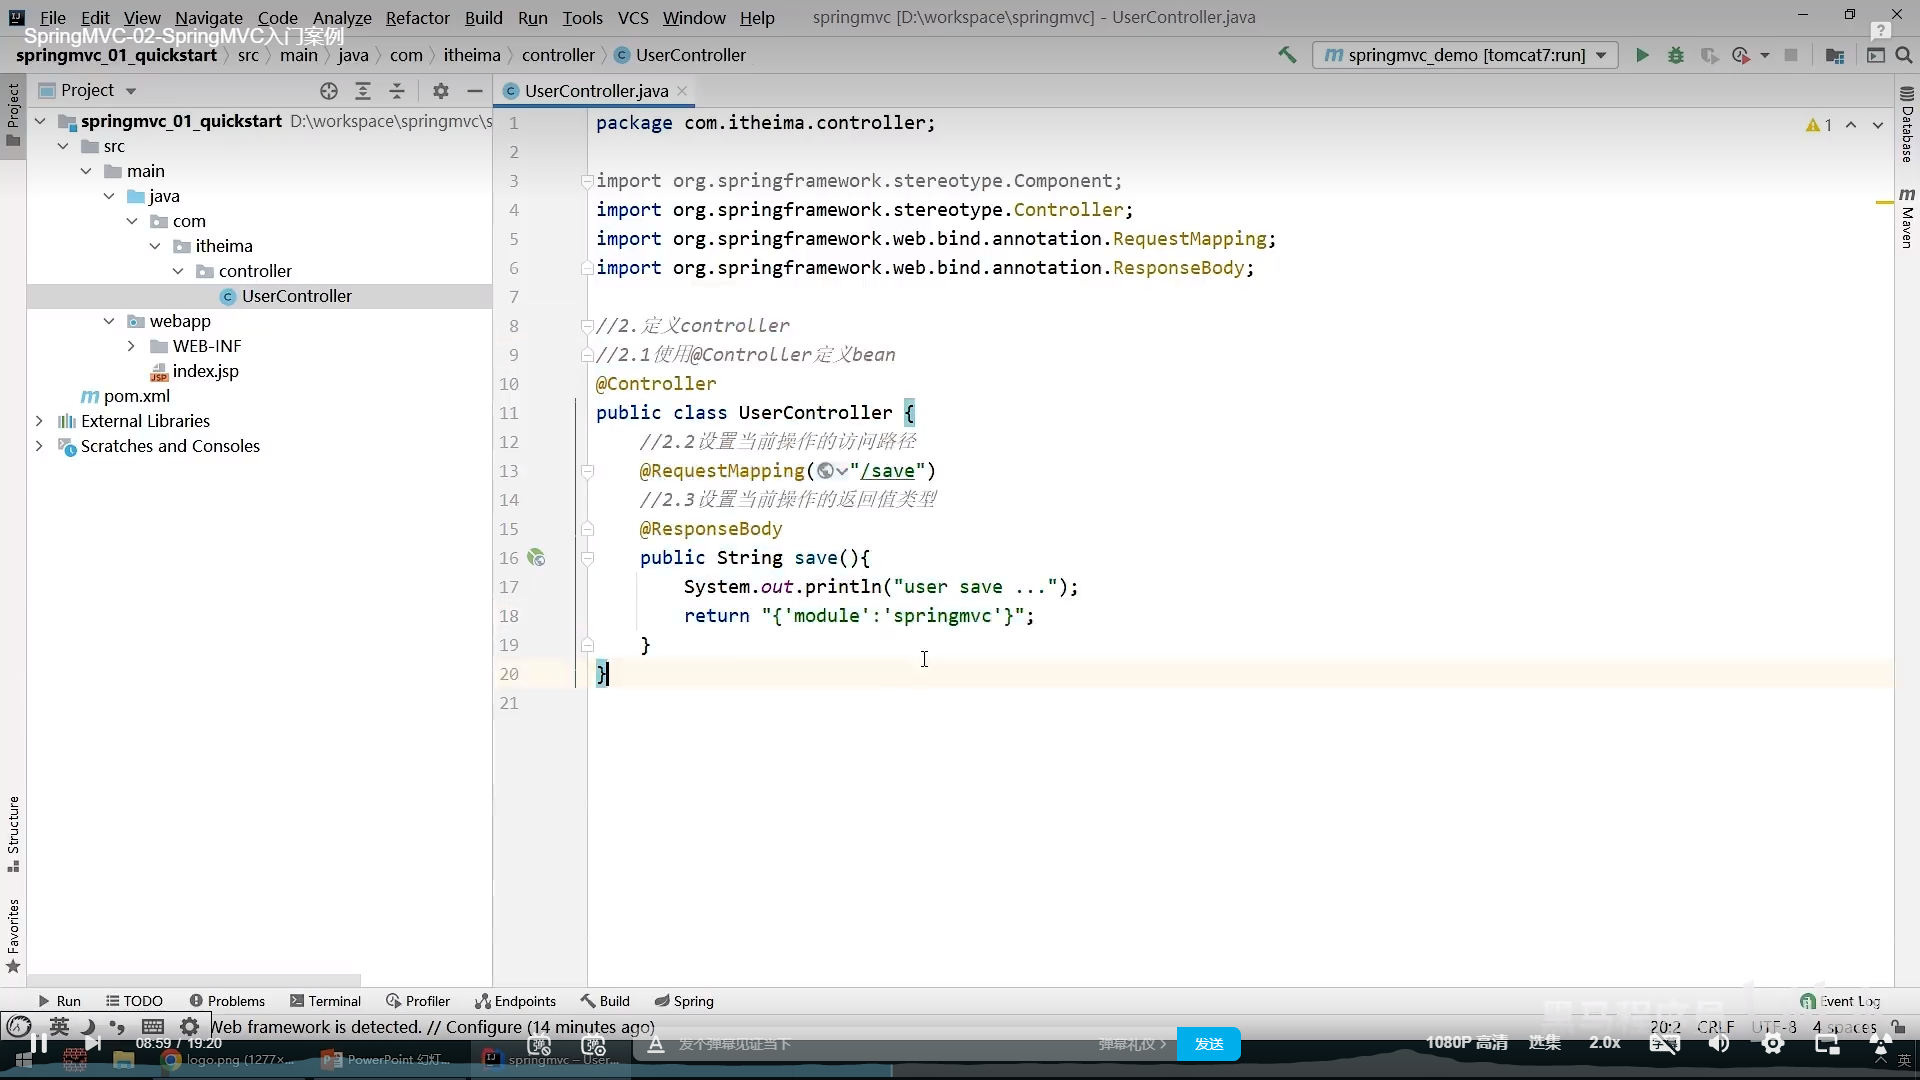 File Edit View Navigate Code Analyze Refactor Build Run Tools VCS Window Help springmvc [D:\workspace\springmvc] - UserController.java
SpringMVC-02-SpringMVC入门案例
springmvc_01_quickstart src main java com itheima controller UserController springmvc_demo [tomcat7:run]
Project
UserController.java
springmvc_01_quickstart D:\workspace\springmvc\s
src
main
java
com
itheima
controller
UserController
webapp
WEB-INF
index.jsp
pom.xml
External Libraries
Scratches and Consoles
Project
Structure
Favorites
1 package com.itheima.controller;
2
3 import org.springframework.stereotype.Component;
4 import org.springframework.stereotype.Controller;
5 import org.springframework.web.bind.annotation.RequestMapping;
6 import org.springframework.web.bind.annotation.ResponseBody;
7
8 //2.定义controller
9 //2.1使用@Controller定义bean
10 @Controller
11 public class UserController {
12 //2.2设置当前操作的访问路径
13 @RequestMapping("/save")
14 //2.3设置当前操作的返回值类型
15 @ResponseBody
16 public String save(){
17 System.out.println("user save ...");
18 return "{'module':'springmvc'}";
19 }
20 }
21
1
Database
Maven
Run TODO Problems Terminal Profiler Endpoints Build Spring Event Log
英 Web framework is detected. // Configure (14 minutes ago) 20:2 CRLF UTF-8 4 spaces
08:59 / 19:20 发个弹幕见证当下 弹幕礼仪 发送 1080P 高清 选集 2.0x
logo.png (1277×... PowerPoint 幻灯... springmvc – User... 英